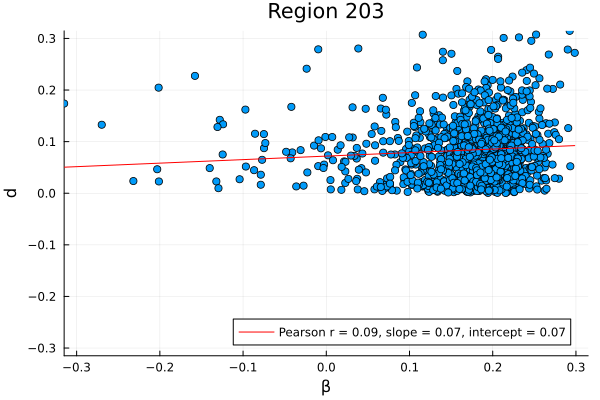 Region 203
0.3
0.2
0.1
0.0
−0.1
−0.2
−0.3
d
Pearson r = 0.09, slope = 0.07, intercept = 0.07
−0.3 −0.2 −0.1 0.0 0.1 0.2 0.3
β